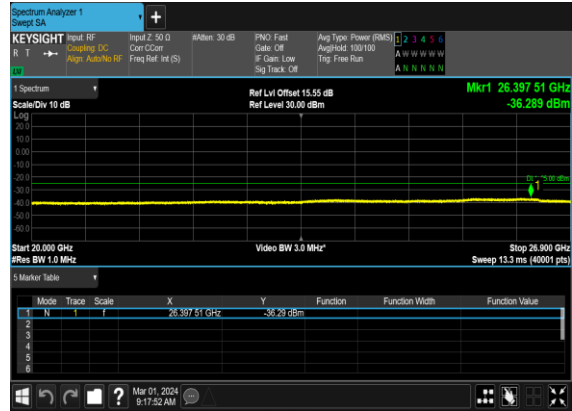 Spectrum Analyzer 1
Swept SA
+
KEYSIGHT Input: RF Input Z: 50 Ω #Atten: 30 dB PNO: Fast Avg Type: Power (RMS) 1 2 3 4 5 6
R T Coupling: DC Corr CCorr Gate: Off Avg|Hold: 100/100 A W W W W W
Align: Auto/No RF Freq Ref: Int (S) IF Gain: Low Trig: Free Run
Sig Track: Off A N N N N N
1 Spectrum Ref Lvl Offset 15.55 dB Mkr1 26.397 51 GHz
Scale/Div 10 dB Ref Level 30.00 dBm -36.289 dBm
Log
20.0
10.0
0.00
-10.0
-20.0
-30.0 1
-40.0
-50.0
-60.0
Start 20.000 GHz Video BW 3.0 MHz* Stop 26.900 GHz
#Res BW 1.0 MHz Sweep 13.3 ms (40001 pts)
5 Marker Table
Mode Trace Scale X Y Function Function Width Function Value
1 N 1 f 26.397 51 GHz -36.29 dBm
2
3
4
5
6
? Mar 01, 2024
9:17:52 AM